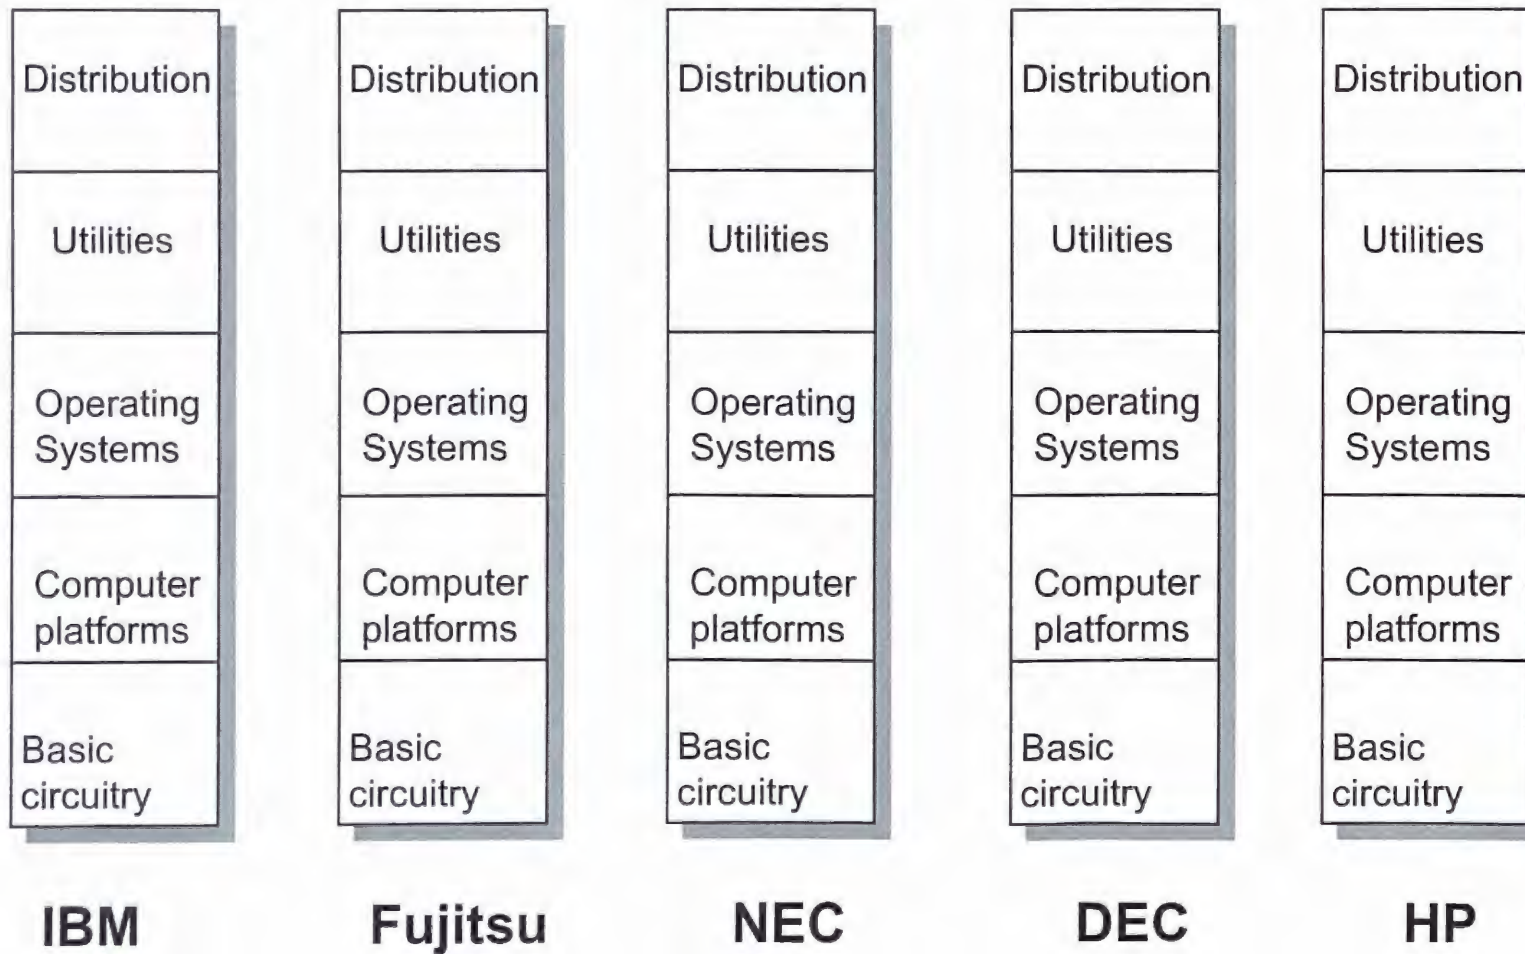 Distribution
Utilities
Operating
Systems
Computer
platforms
Basic
circuitry
IBM
Distribution
Utilities
Operating
Systems
Computer
platforms
Basic
circuitry
Fujitsu
Distribution
Utilities
Operating
Systems
Computer
platforms
Basic
circuitry
NEC
Distribution
Utilities
Operating
Systems
Computer
platforms
Basic
circuitry
DEC
Distribution
Utilities
Operating
Systems
Computer
platforms
Basic
circuitry
HP